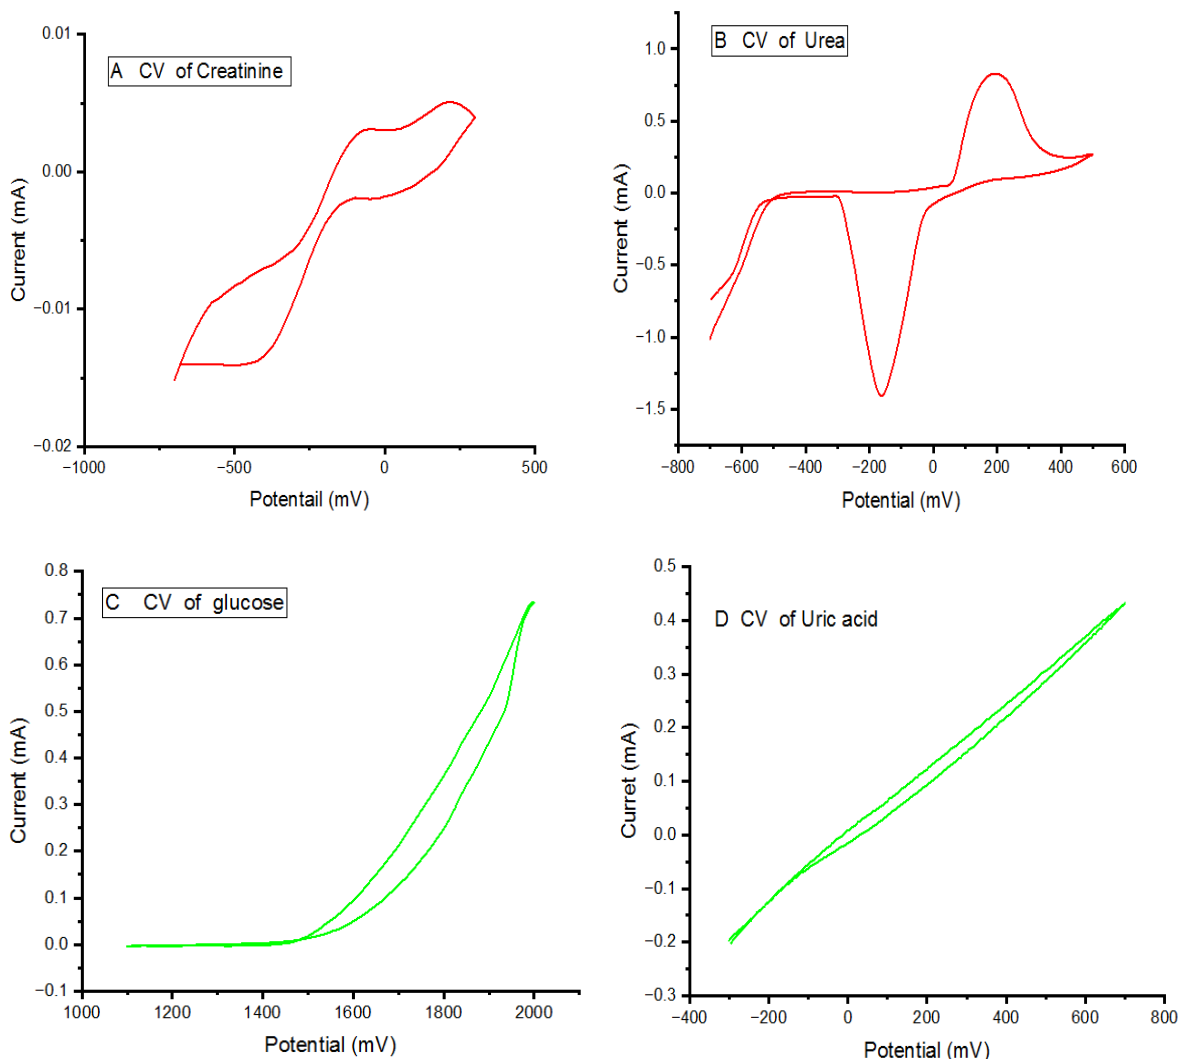 A CV of Creatinine
0.01
0.00
−0.01
−0.02
Current (mA)
−1000 −500 0 500
Potentail (mV)
B CV of Urea
1.0
0.5
0.0
−0.5
−1.0
−1.5
Current (mA)
−800 −600 −400 −200 0 200 400 600
Potential (mV)
C CV of glucose
0.8
0.7
0.6
0.5
0.4
0.3
0.2
0.1
0.0
−0.1
Current (mA)
1000 1200 1400 1600 1800 2000
Potential (mV)
D CV of Uric acid
0.5
0.4
0.3
0.2
0.1
0.0
−0.1
−0.2
−0.3
Curret (mA)
−400 −200 0 200 400 600 800
Potential (mV)